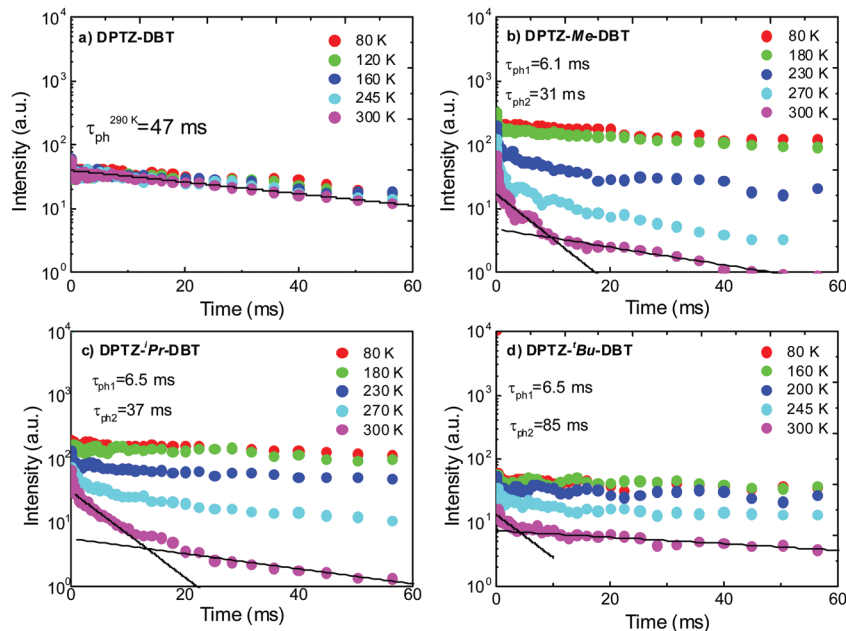 a) DPTZ-DBT
80 K
120 K
160 K
245 K
300 K
τph290 K=47 ms
Intensity (a.u.)
10⁴
10³
10²
10¹
10⁰
0 20 40 60
Time (ms)
b) DPTZ-Me-DBT
τph1=6.1 ms
τph2=31 ms
80 K
180 K
230 K
270 K
300 K
Intensity (a.u.)
10⁴
10³
10²
10¹
10⁰
0 20 40 60
Time (ms)
c) DPTZ-ⁱPr-DBT
τph1=6.5 ms
τph2=37 ms
80 K
180 K
230 K
270 K
300 K
Intensity (a.u.)
10⁴
10³
10²
10¹
10⁰
0 20 40 60
Time (ms)
d) DPTZ-ᵗBu-DBT
τph1=6.5 ms
τph2=85 ms
80 K
160 K
200 K
245 K
300 K
Intensity (a.u.)
10⁴
10³
10²
10¹
10⁰
0 20 40 60
Time (ms)